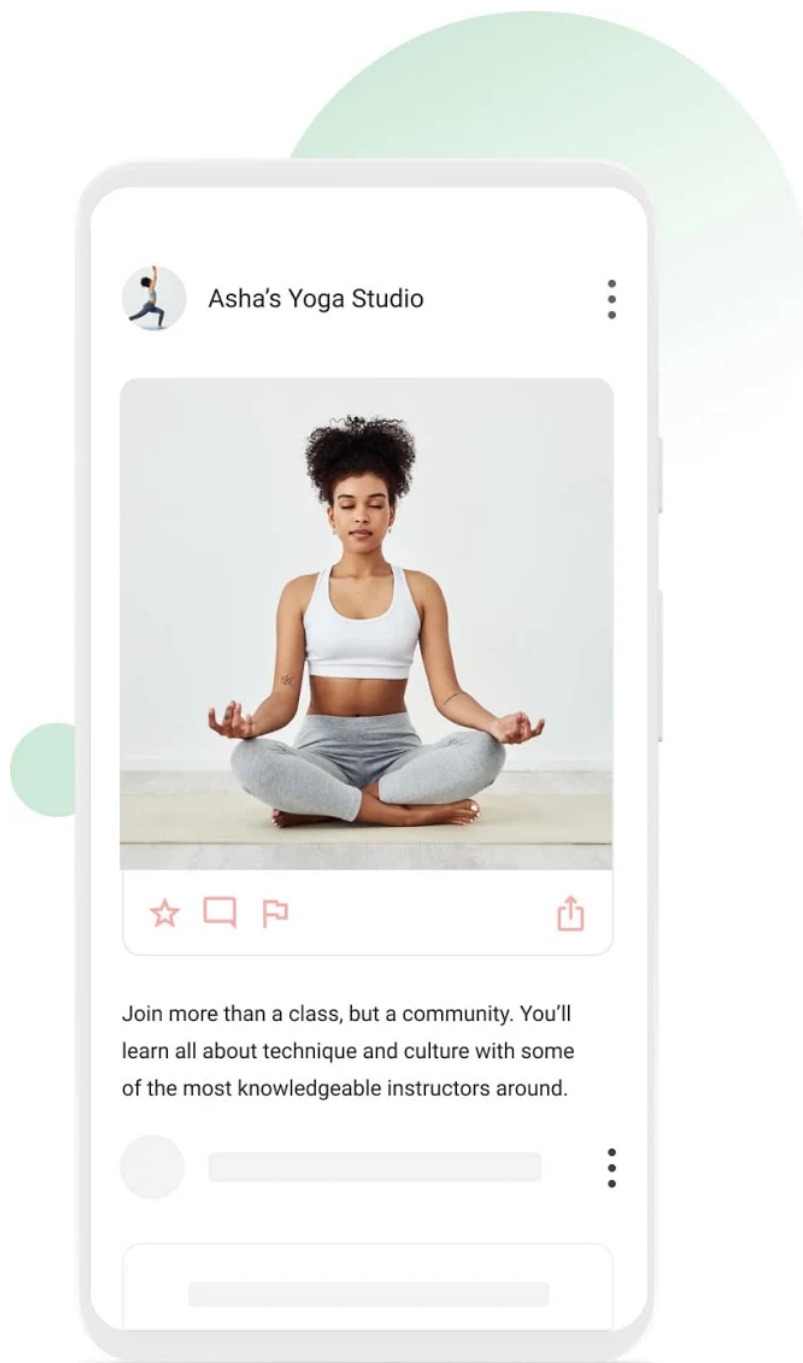 Asha’s Yoga Studio
Join more than a class, but a community. You’ll
learn all about technique and culture with some
of the most knowledgeable instructors around.